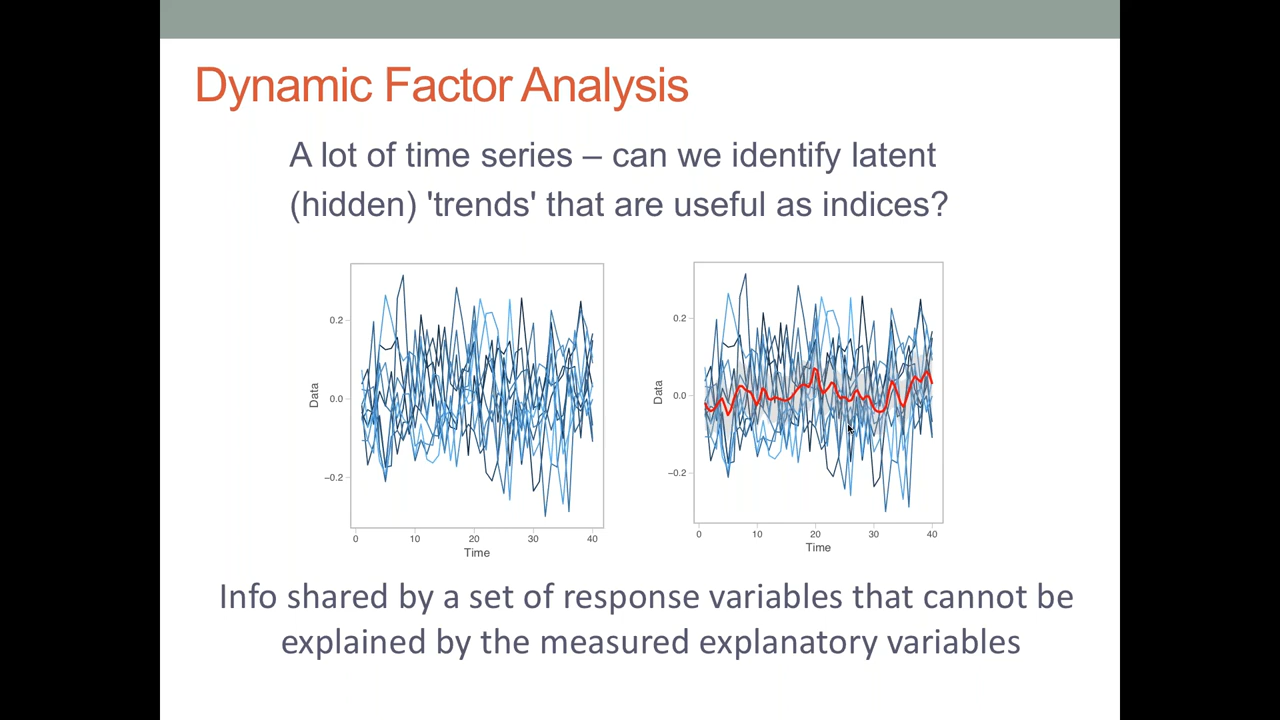 Dynamic Factor Analysis
A lot of time series – can we identify latent
(hidden) 'trends' that are useful as indices?
0.2
0.0
−0.2
Data
0 10 20 30 40
Time
0.2
0.0
−0.2
Data
0 10 20 30 40
Time
Info shared by a set of response variables that cannot be
explained by the measured explanatory variables